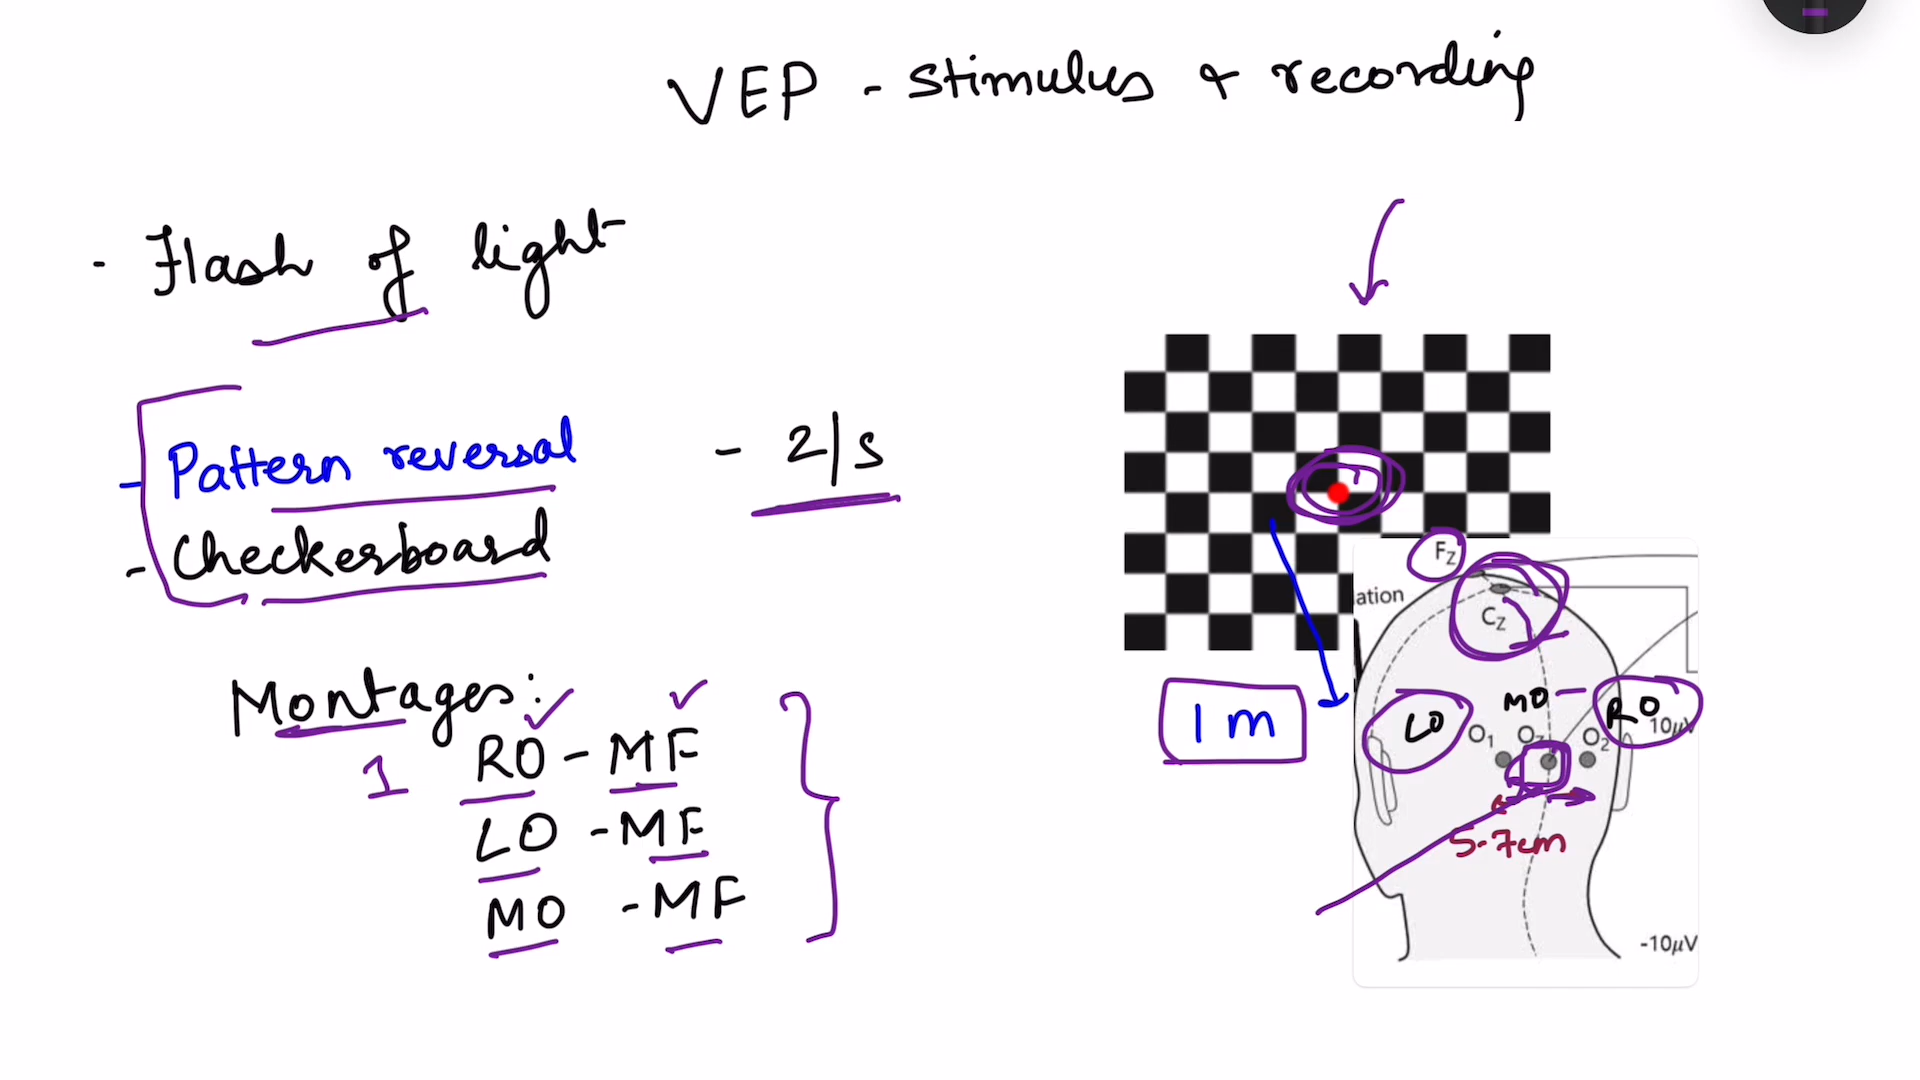 VEP - Stimulus & recording
- Flash of light
- Pattern reversal - 2/s
- Checkerboard
Montages:
1 RO - MF
LO - MF
MO - MF
1 m
Fz
Cz
ation
LO MO - RO
10µV
O1 Oz O2
5-7cm
-10µV